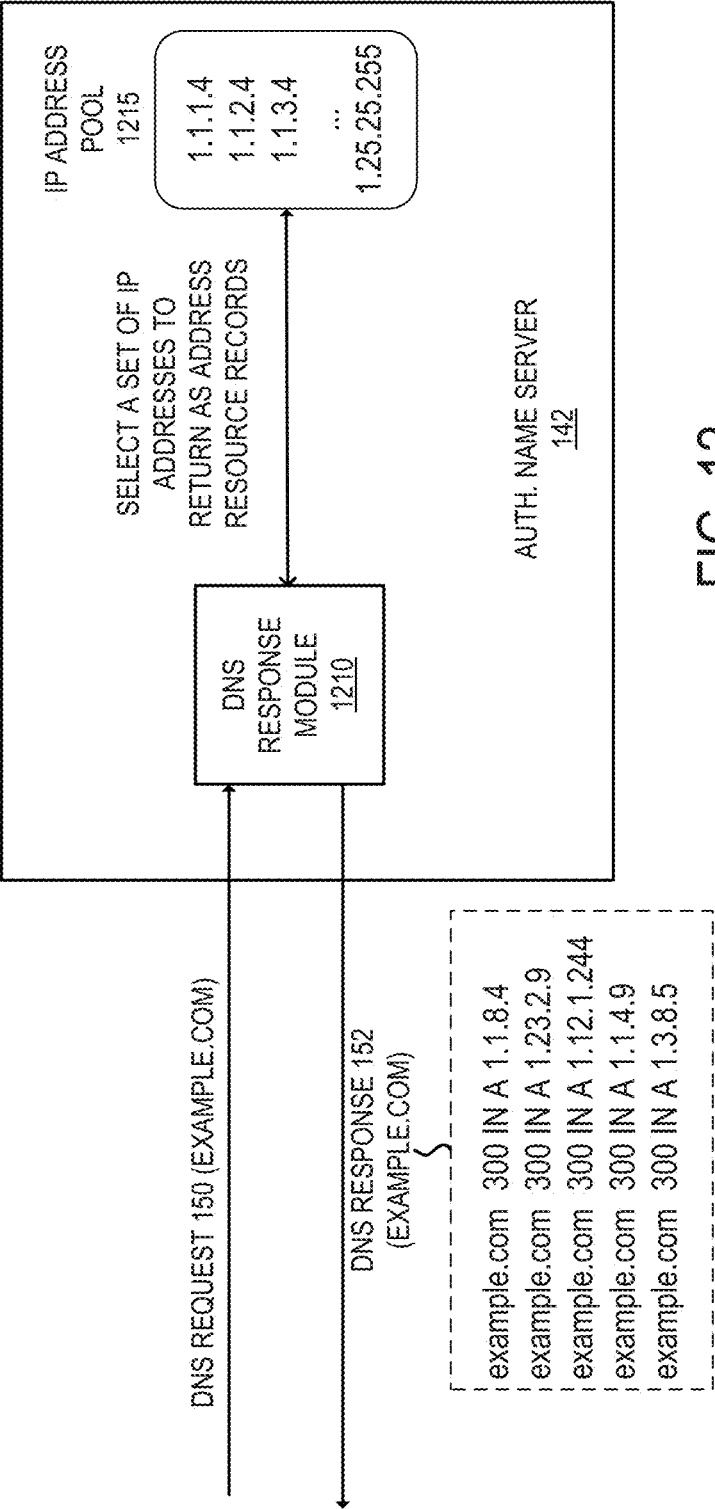 DNS REQUEST 150 (EXAMPLE.COM)
DNS RESPONSE 152
(EXAMPLE.COM)
example.com 300 IN A 1.1.8.4
example.com 300 IN A 1.23.2.9
example.com 300 IN A 1.12.1.244
example.com 300 IN A 1.1.4.9
example.com 300 IN A 1.3.8.5
DNS
RESPONSE
MODULE
1210
SELECT A SET OF IP
ADDRESSES TO
RETURN AS ADDRESS
RESOURCE RECORDS
IP ADDRESS
POOL
1215
1.1.1.4
1.1.2.4
1.1.3.4
...
1.25.25.255
AUTH. NAME SERVER
142
FIG.